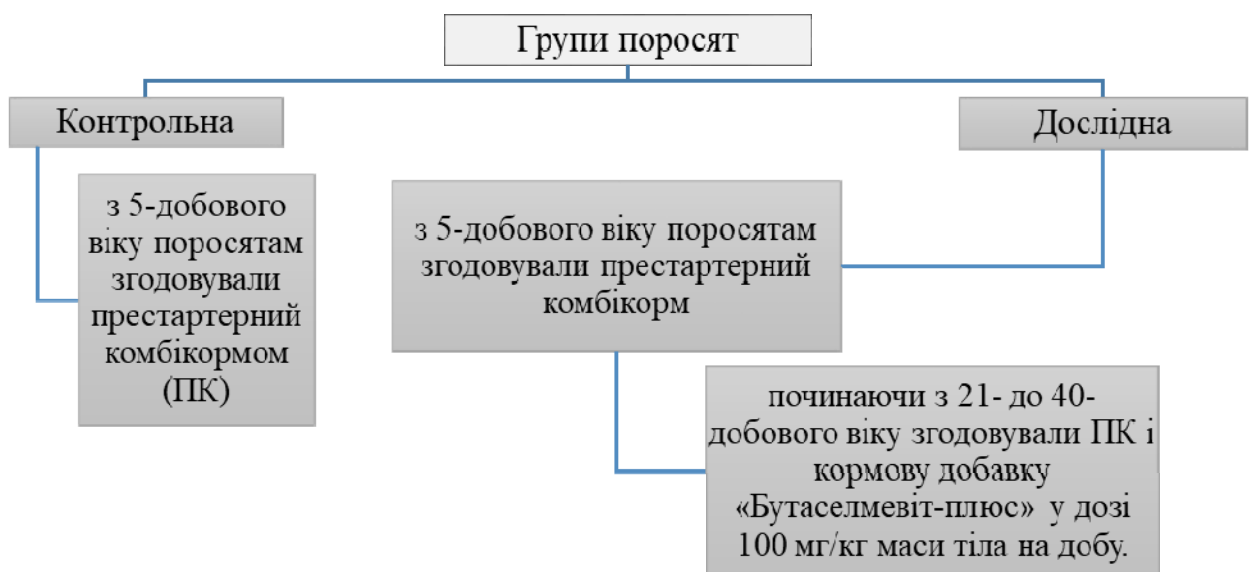 Групи поросят
Контрольна
Дослідна
з 5-добового
віку поросятам
згодовували
престартерний
комбікормом
(ПК)
з 5-добового віку поросятам
згодовували престартерний
комбікорм
починаючи з 21- до 40-
добового віку згодовували ПК і
кормову добавку
«Бутаселмевіт-плюс» у дозі
100 мг/кг маси тіла на добу.